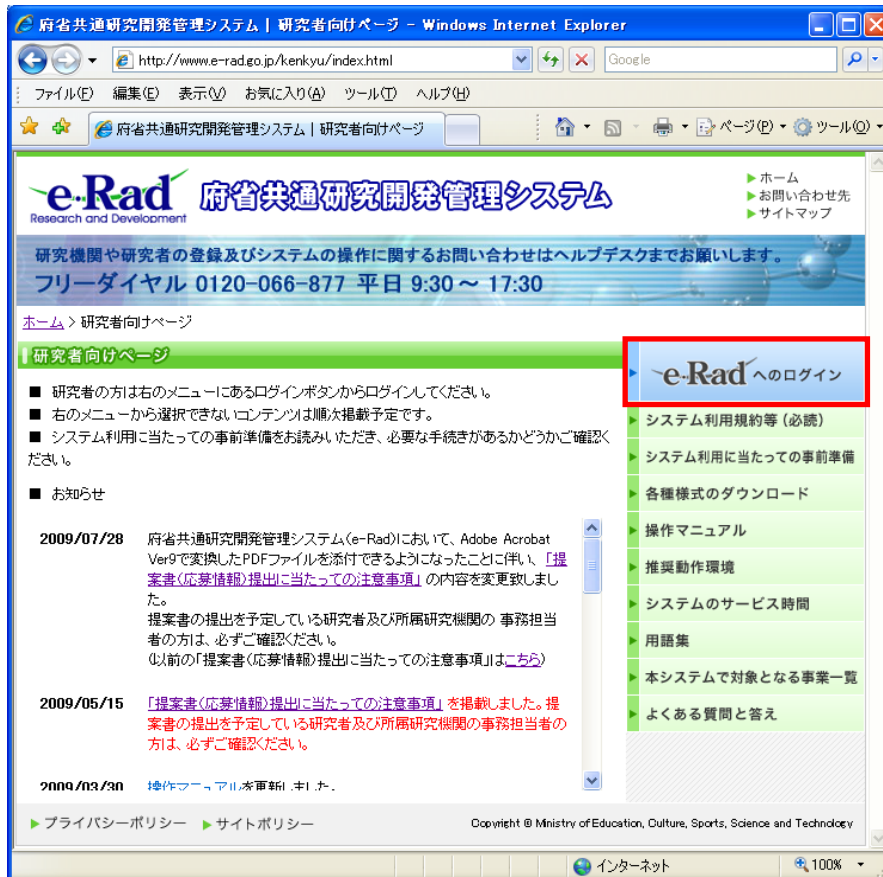 府省共通研究開発管理システム | 研究者向けページ - Windows Internet Explorer
http://www.e-rad.go.jp/kenkyu/index.html
Google
ファイル(F) 編集(E) 表示(V) お気に入り(A) ツール(T) ヘルプ(H)
府省共通研究開発管理システム | 研究者向けページ
ページ(P) ツール(O)
e-Rad
Research and Development
府省共通研究開発管理システム
ホーム
お問い合わせ先
サイトマップ
研究機関や研究者の登録及びシステムの操作に関するお問い合わせはヘルプデスクまでお願いします。
フリーダイヤル 0120-066-877 平日 9:30～ 17:30
ホーム > 研究者向けページ
研究者向けページ
■ 研究者の方は右のメニューにあるログインボタンからログインしてください。
■ 右のメニューから選択できないコンテンツは順次掲載予定です。
■ システム利用に当たっての事前準備をお読みいただき、必要な手続きがあるかどうかご確認く
ださい。
■ お知らせ
2009/07/28 府省共通研究開発管理システム(e-Rad)において、Adobe Acrobat
Ver9で変換したPDFファイルを添付できるようになったことに伴い、「提
案書(応募情報)提出に当たっての注意事項」の内容を変更致しまし
た。
提案書の提出を予定している研究者及び所属研究機関の 事務担当
者の方は、必ずご確認ください。
(以前の「提案書(応募情報)提出に当たっての注意事項」はこちら)
2009/05/15 「提案書(応募情報)提出に当たっての注意事項」を掲載しました。提
案書の提出を予定している研究者及び所属研究機関の事務担当者の
方は、必ずご確認ください。
2009/03/30 操作マニュアルを更新しました。
e-Radへのログイン
システム利用規約等(必読)
システム利用に当たっての事前準備
各種様式のダウンロード
操作マニュアル
推奨動作環境
システムのサービス時間
用語集
本システムで対象となる事業一覧
よくある質問と答え
プライバシーポリシー サイトポリシー
Copyright © Ministry of Education, Culture, Sports, Science and Technology
インターネット 100%